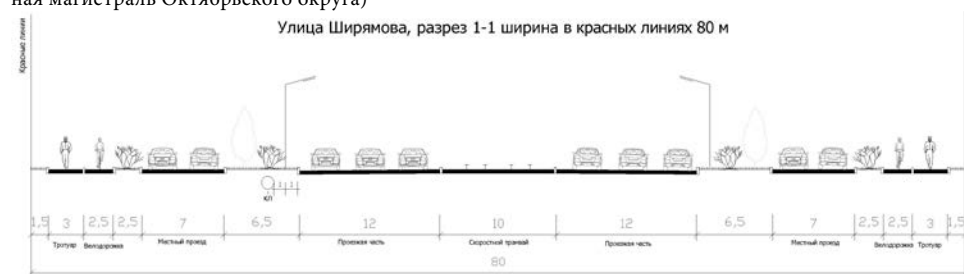 ная магистраль Октябрьского округа)
Улица Ширямова, разрез 1-1 ширина в красных линиях 80 м
Красные линии
КЛ
1,5 3 2,5 2,5 7 6,5 12 10 12 6,5 7 2,5 2,5 3 1,5
Тротуар Велодорожка Местный проезд Проезжая часть Скоростной трамвай Проезжая часть Местный проезд Велодорожка Тротуар
80